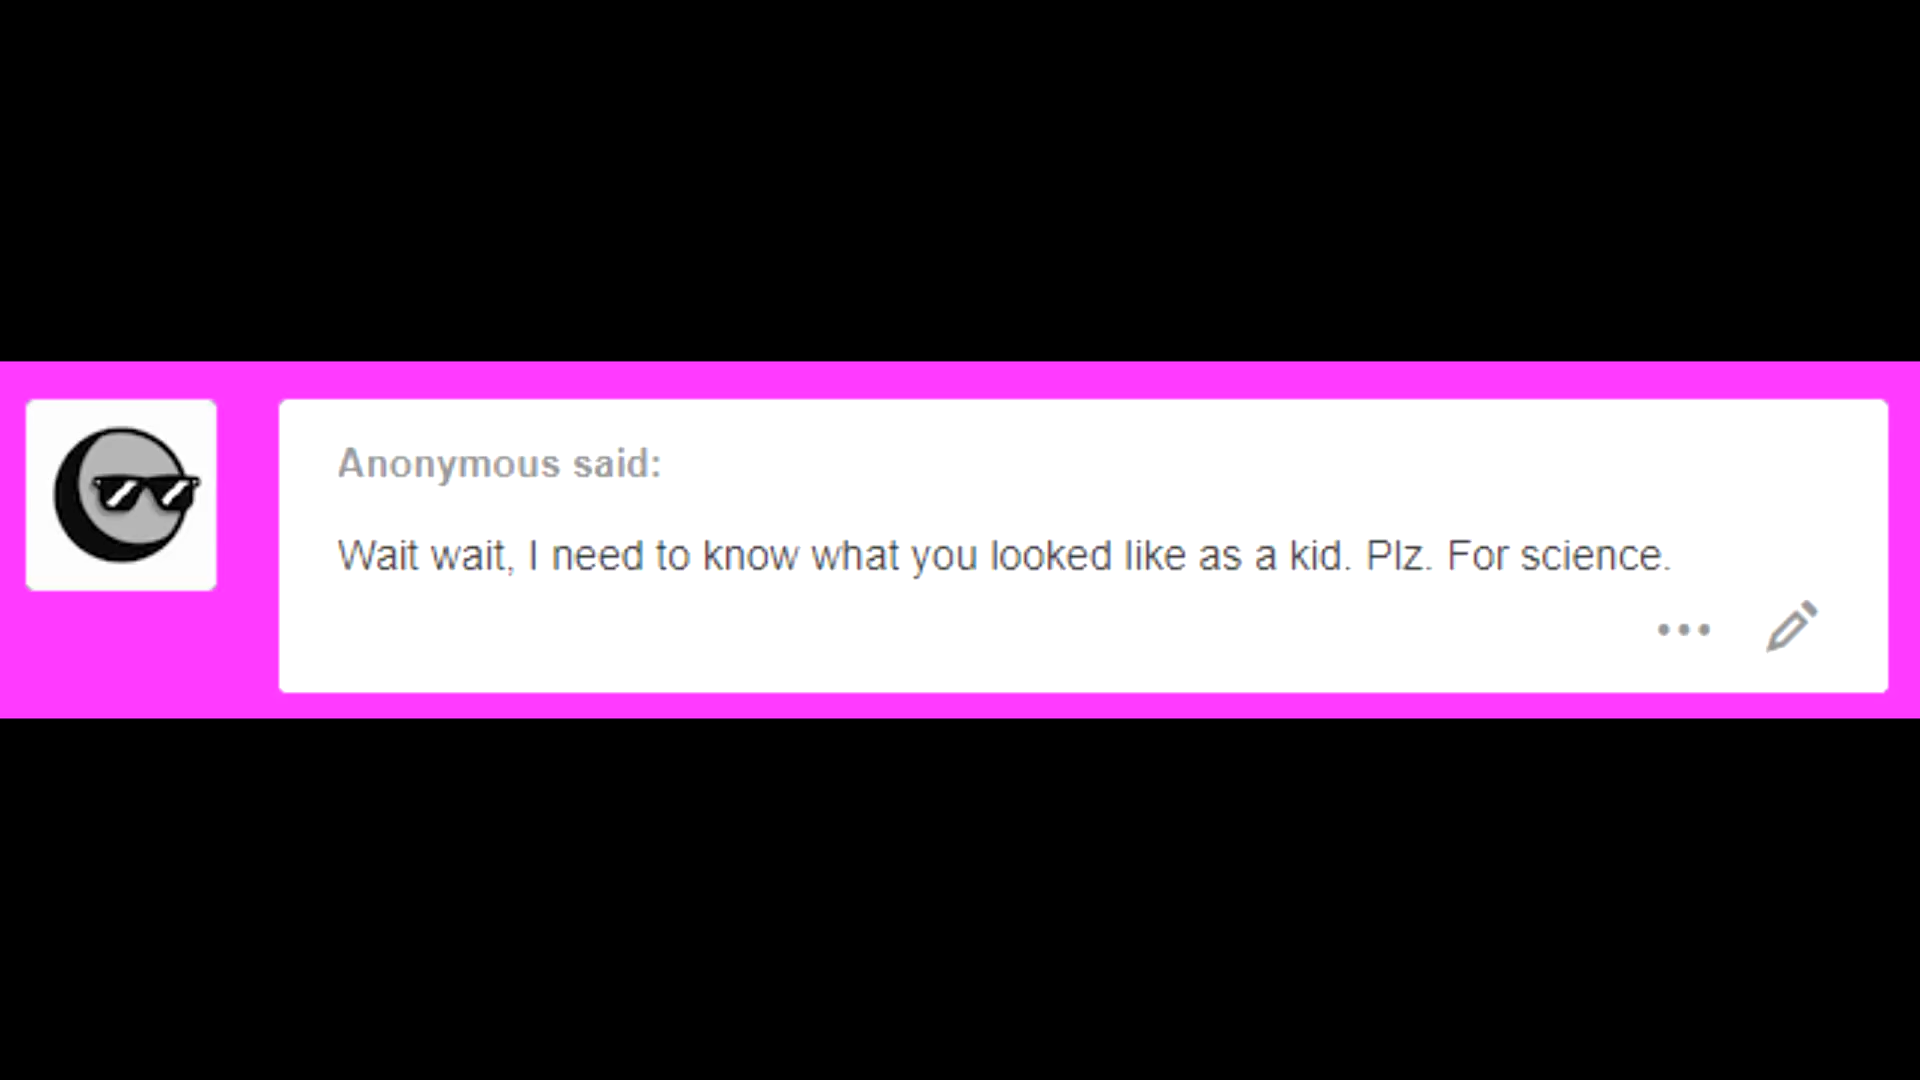 Anonymous said:
Wait wait, I need to know what you looked like as a kid. Plz. For science.